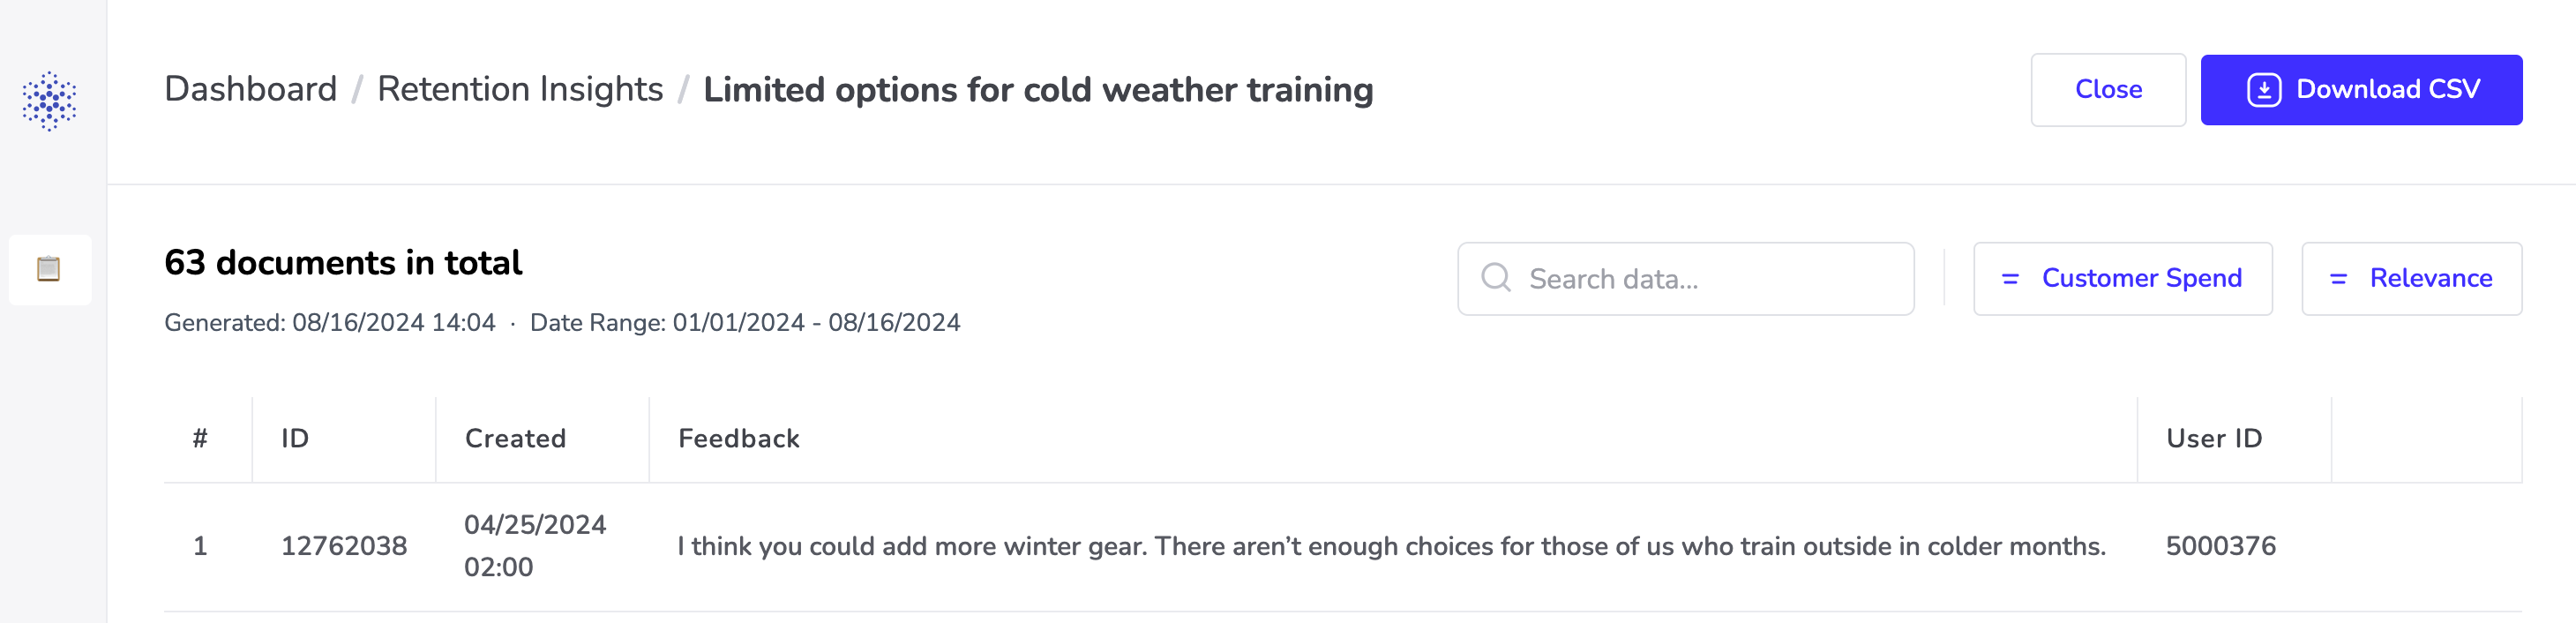 Dashboard / Retention Insights / Limited options for cold weather training
Close
Download CSV
63 documents in total
Generated: 08/16/2024 14:04 · Date Range: 01/01/2024 - 08/16/2024
Search data...
= Customer Spend
= Relevance
# ID Created Feedback User ID
1 12762038 04/25/2024 02:00 I think you could add more winter gear. There aren’t enough choices for those of us who train outside in colder months. 5000376